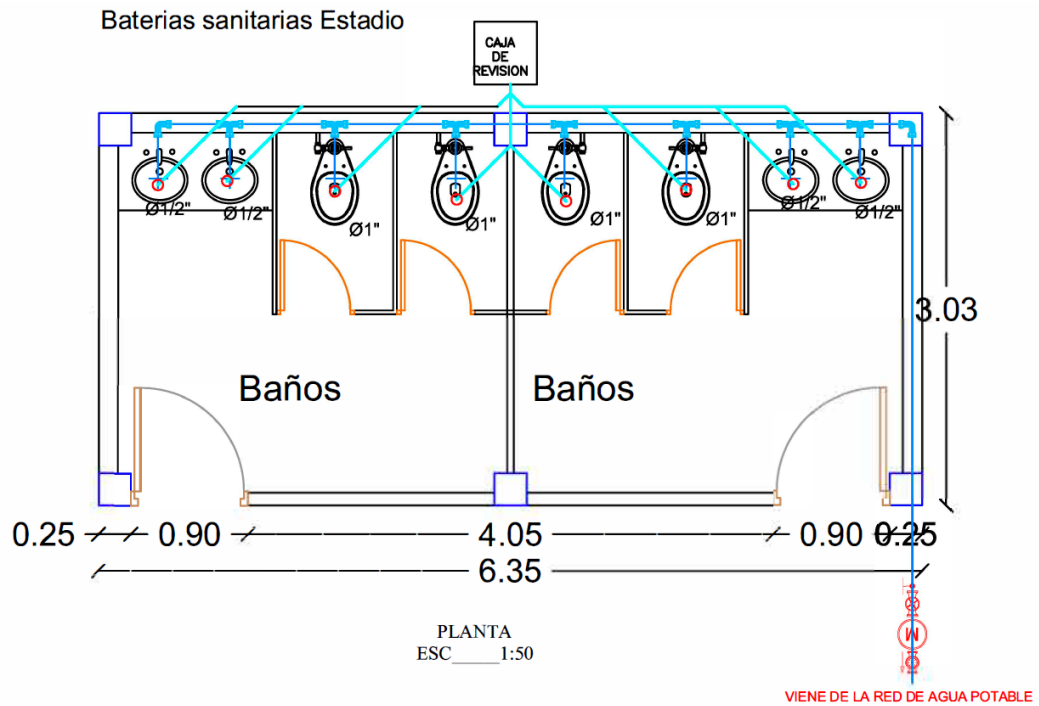 Baterias sanitarias Estadio
CAJA
DE
REVISION
Ø1/2"
Ø1/2"
Ø1"
Ø1"
Ø1"
Ø1"
Ø1/2"
Ø1/2"
3.03
Baños
Baños
0.25
0.90
4.05
0.90
0.25
6.35
M
PLANTA
ESC_____1:50
VIENE DE LA RED DE AGUA POTABLE